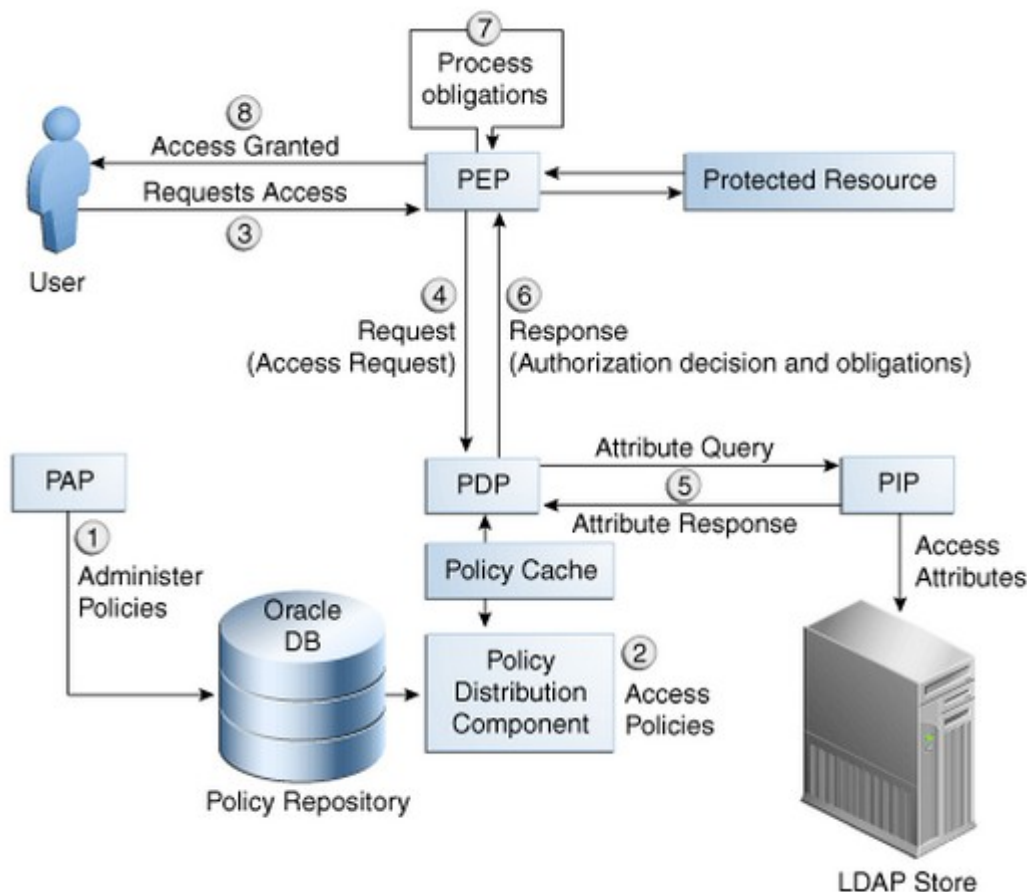 7
Process
obligations
8
Access Granted
PEP
Protected Resource
Requests Access
3
User
4
Request
(Access Request)
6
Response
(Authorization decision and obligations)
PAP
PDP
Attribute Query
5
Attribute Response
PIP
1
Administer
Policies
Policy Cache
Access
Attributes
Oracle
DB
Policy
Distribution
Component
2
Access
Policies
Policy Repository
LDAP Store